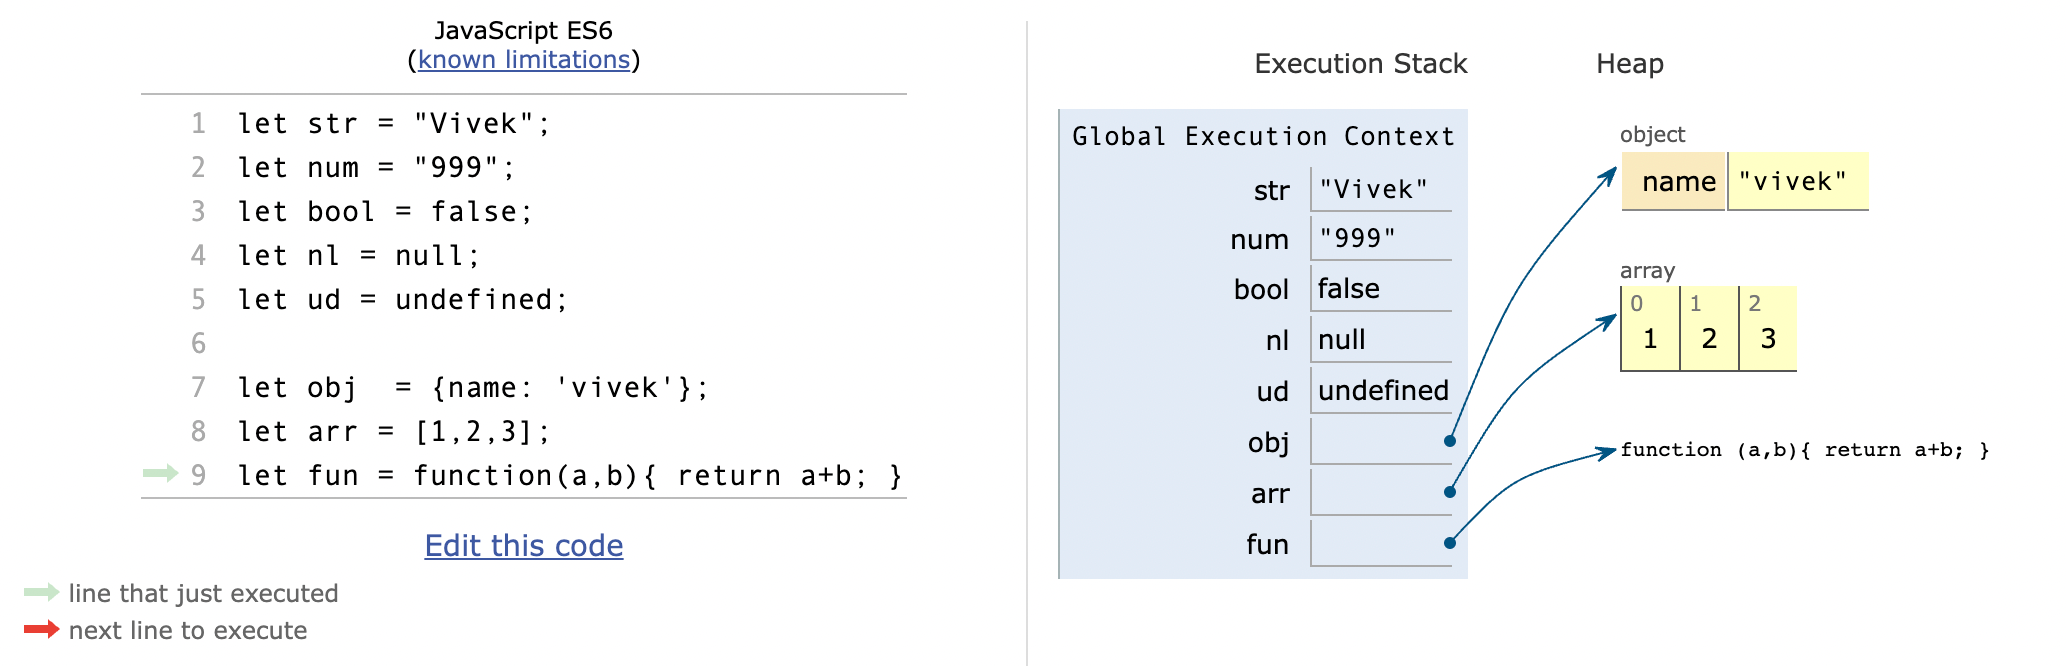 JavaScript ES6
(known limitations)
1 let str = "Vivek";
2 let num = "999";
3 let bool = false;
4 let nl = null;
5 let ud = undefined;
6
7 let obj  = {name: 'vivek'};
8 let arr = [1,2,3];
9 let fun = function(a,b){ return a+b; }
Edit this code
line that just executed
next line to execute
Execution Stack
Global Execution Context
str "Vivek"
num "999"
bool false
nl null
ud undefined
obj
arr
fun
Heap
object
name "vivek"
array
0 1 2
1 2 3
function (a,b){ return a+b; }